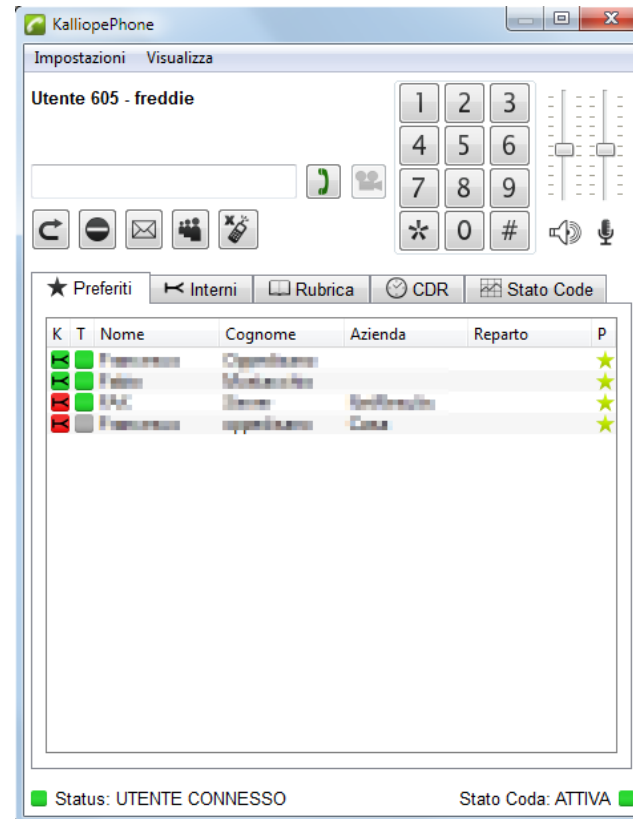 KalliopePhone
Impostazioni Visualizza
Utente 605 - freddie
1 2 3
4 5 6
7 8 9
* 0 #
Preferiti Interni Rubrica CDR Stato Code
K T Nome Cognome Azienda Reparto P
Status: UTENTE CONNESSO Stato Coda: ATTIVA